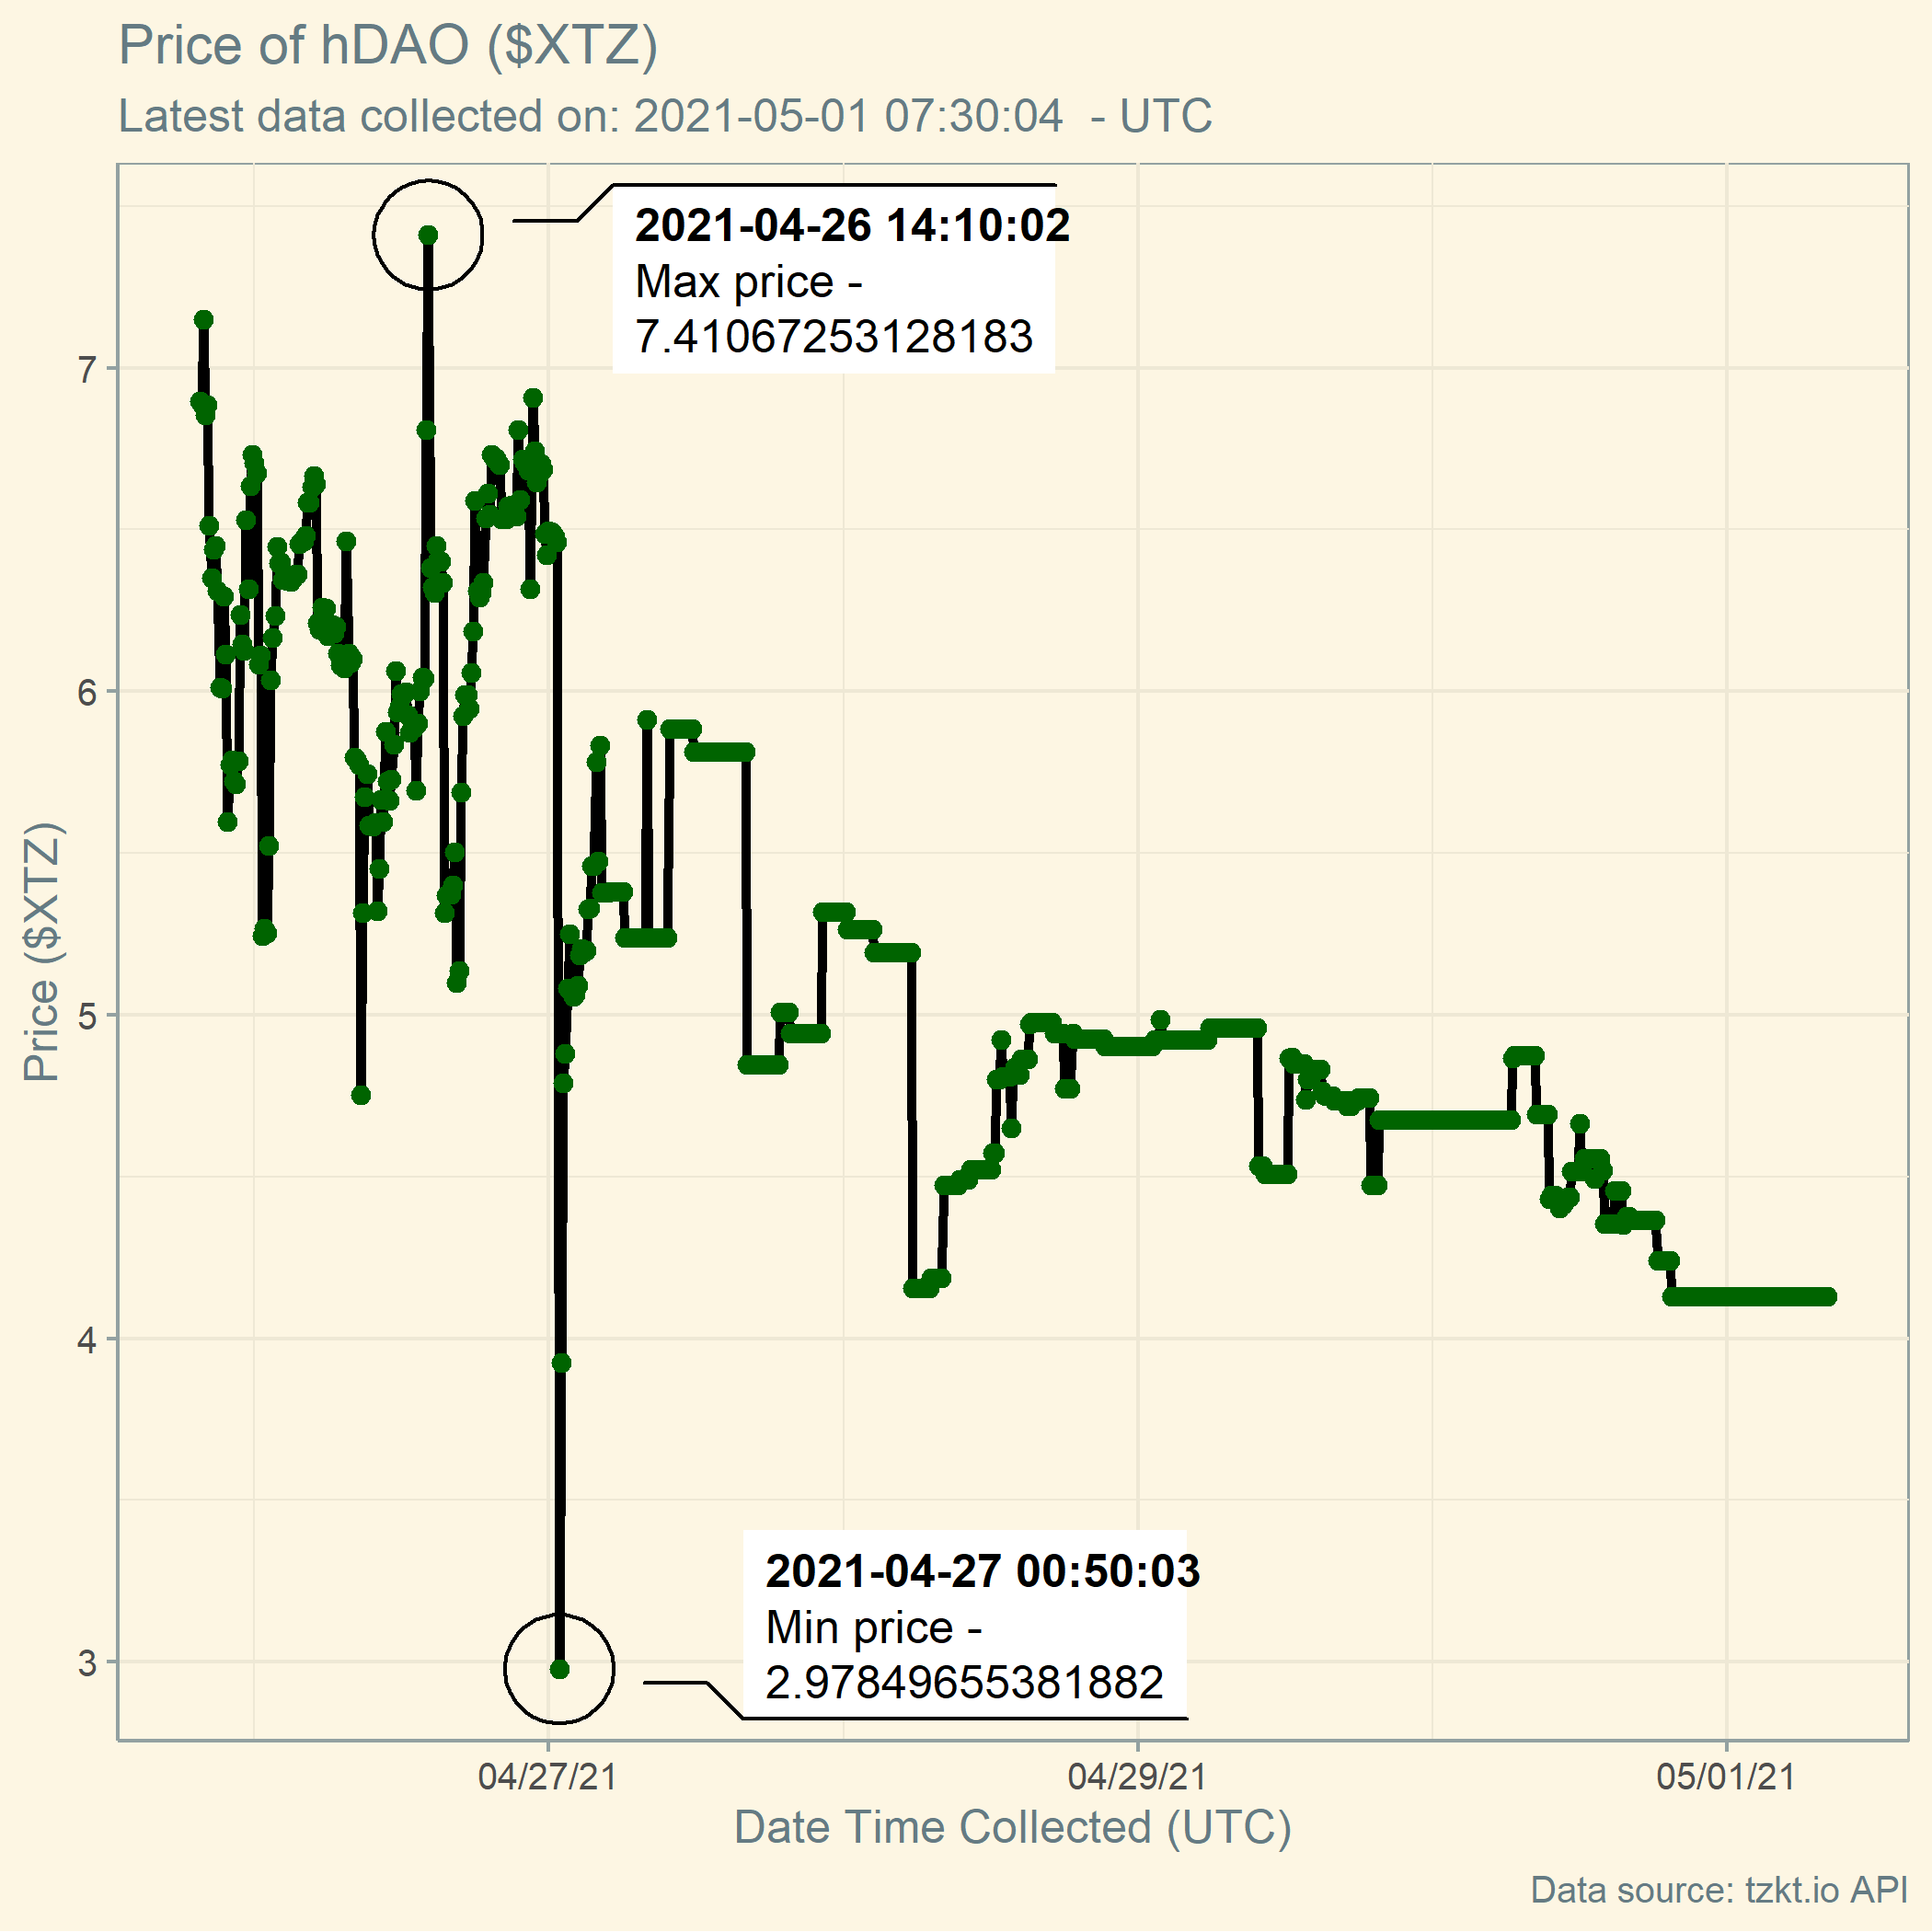 Price of hDAO ($XTZ)
Latest data collected on: 2021-05-01 07:30:04  - UTC
2021-04-26 14:10:02
Max price -
7.41067253128183
7
6
5
4
3
Price ($XTZ)
2021-04-27 00:50:03
Min price -
2.97849655381882
04/27/21
04/29/21
05/01/21
Date Time Collected (UTC)
Data source: tzkt.io API